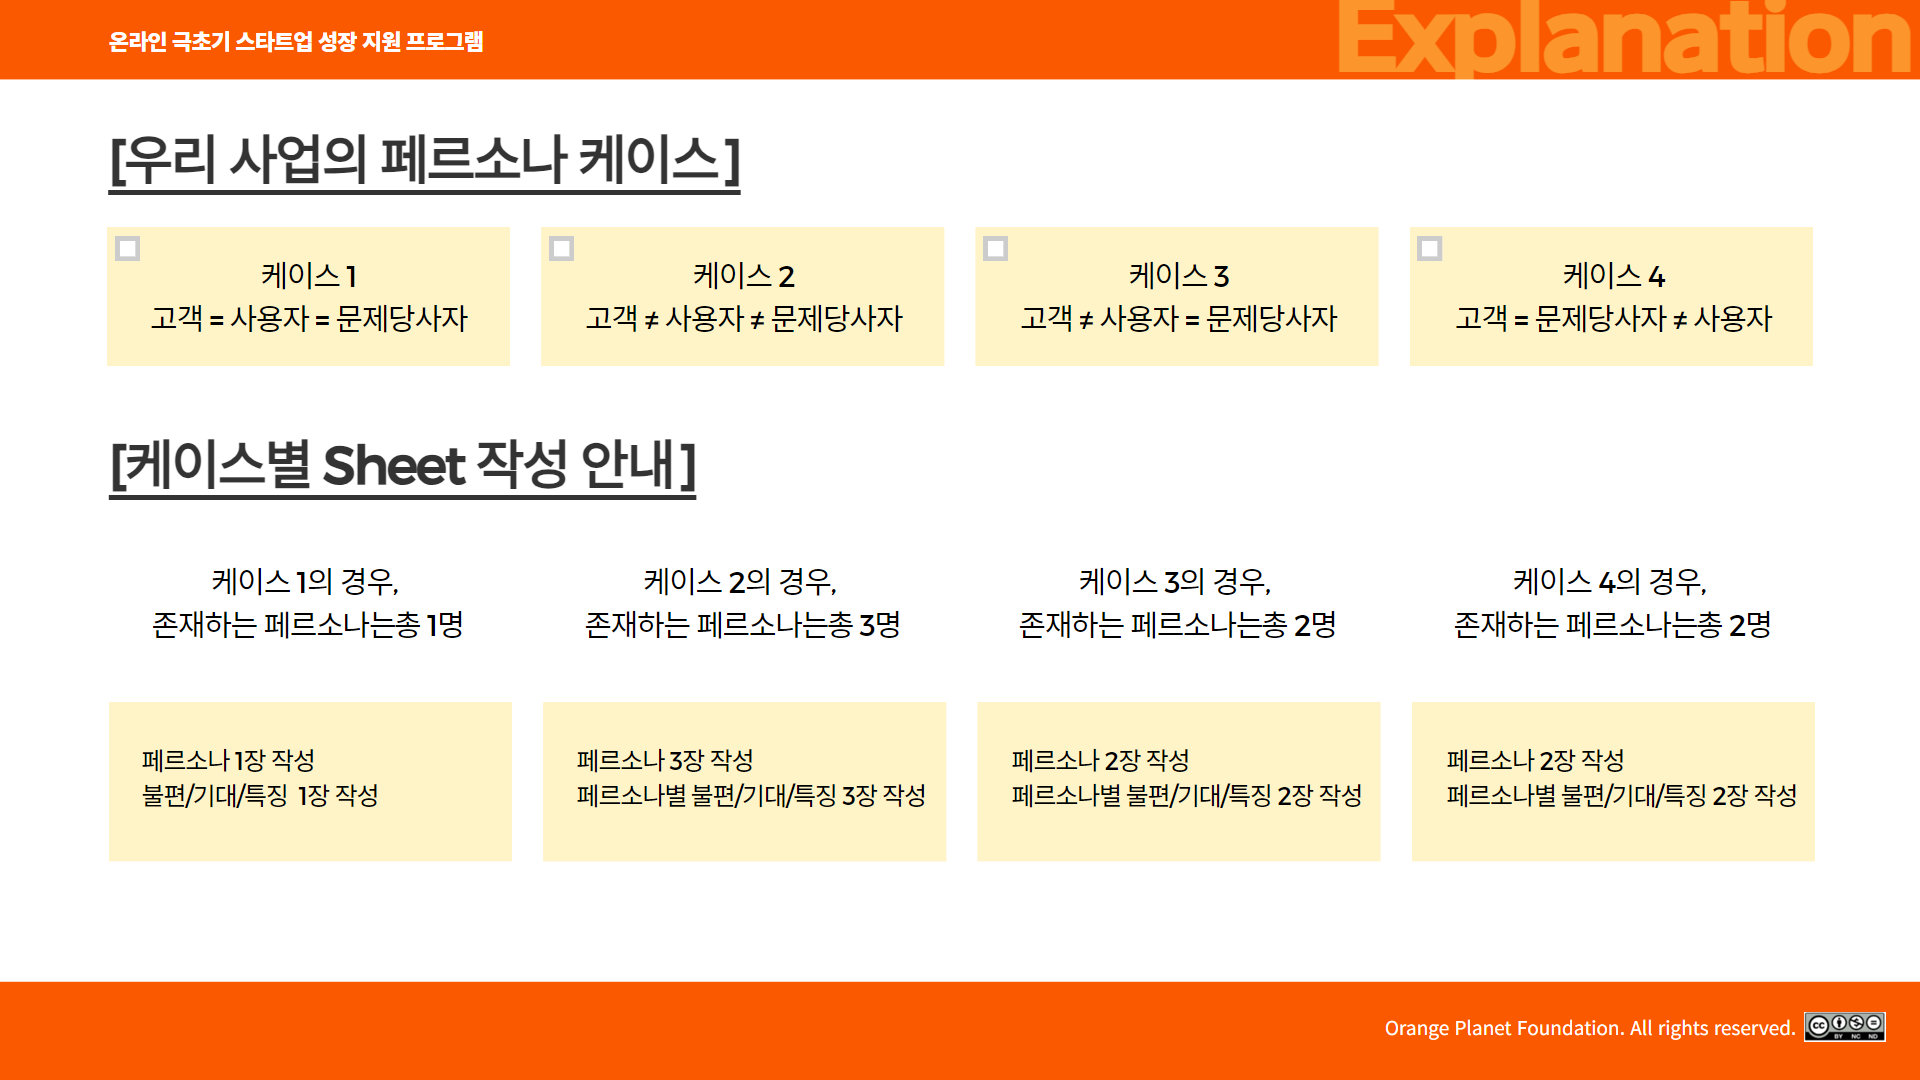 온라인 극초기 스타트업 성장 지원 프로그램
Explanation
[우리 사업의 페르소나 케이스]
케이스 1
고객 = 사용자 = 문제당사자
케이스 2
고객 ≠ 사용자 ≠ 문제당사자
케이스 3
고객 ≠ 사용자 = 문제당사자
케이스 4
고객 = 문제당사자 ≠ 사용자
[케이스별 Sheet 작성 안내]
케이스 1의 경우,
존재하는 페르소나는총 1명
케이스 2의 경우,
존재하는 페르소나는총 3명
케이스 3의 경우,
존재하는 페르소나는총 2명
케이스 4의 경우,
존재하는 페르소나는총 2명
페르소나 1장 작성
불편/기대/특징 1장 작성
페르소나 3장 작성
페르소나별 불편/기대/특징 3장 작성
페르소나 2장 작성
페르소나별 불편/기대/특징 2장 작성
페르소나 2장 작성
페르소나별 불편/기대/특징 2장 작성
Orange Planet Foundation. All rights reserved.
cc
BY NC ND